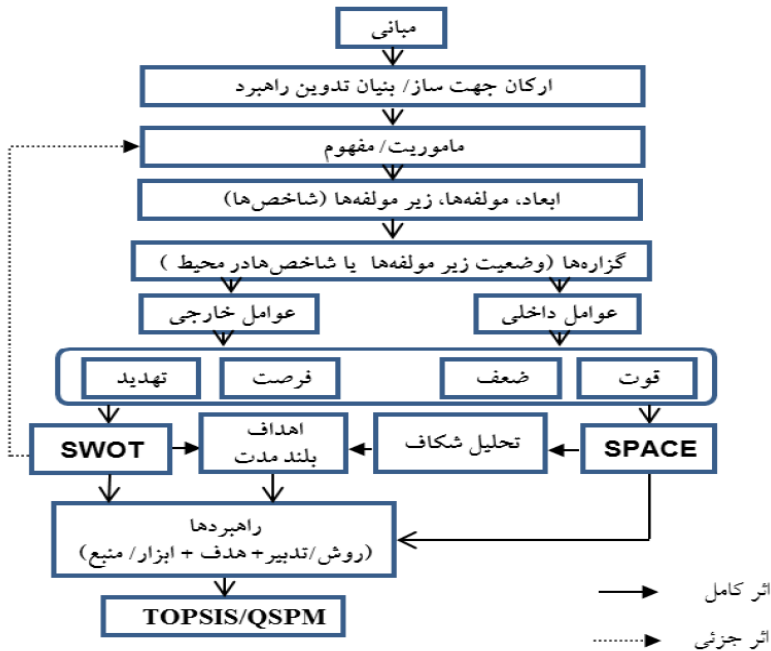 مبانی
ارکان جهت ساز/ بنیان تدوین راهبرد
ماموریت/ مفهوم
ابعاد، مولفه‌ها، زیر مولفه‌ها (شاخص‌ها)
گزاره‌ها (وضعیت زیر مولفه‌ها یا شاخص‌هادر محیط )
عوامل داخلی
عوامل خارجی
قوت
ضعف
فرصت
تهدید
SPACE
تحلیل شکاف
اهداف
بلند مدت
SWOT
راهبردها
(روش/تدبیر+ هدف + ابزار/ منبع)
TOPSIS/QSPM
اثر کامل
اثر جزئی